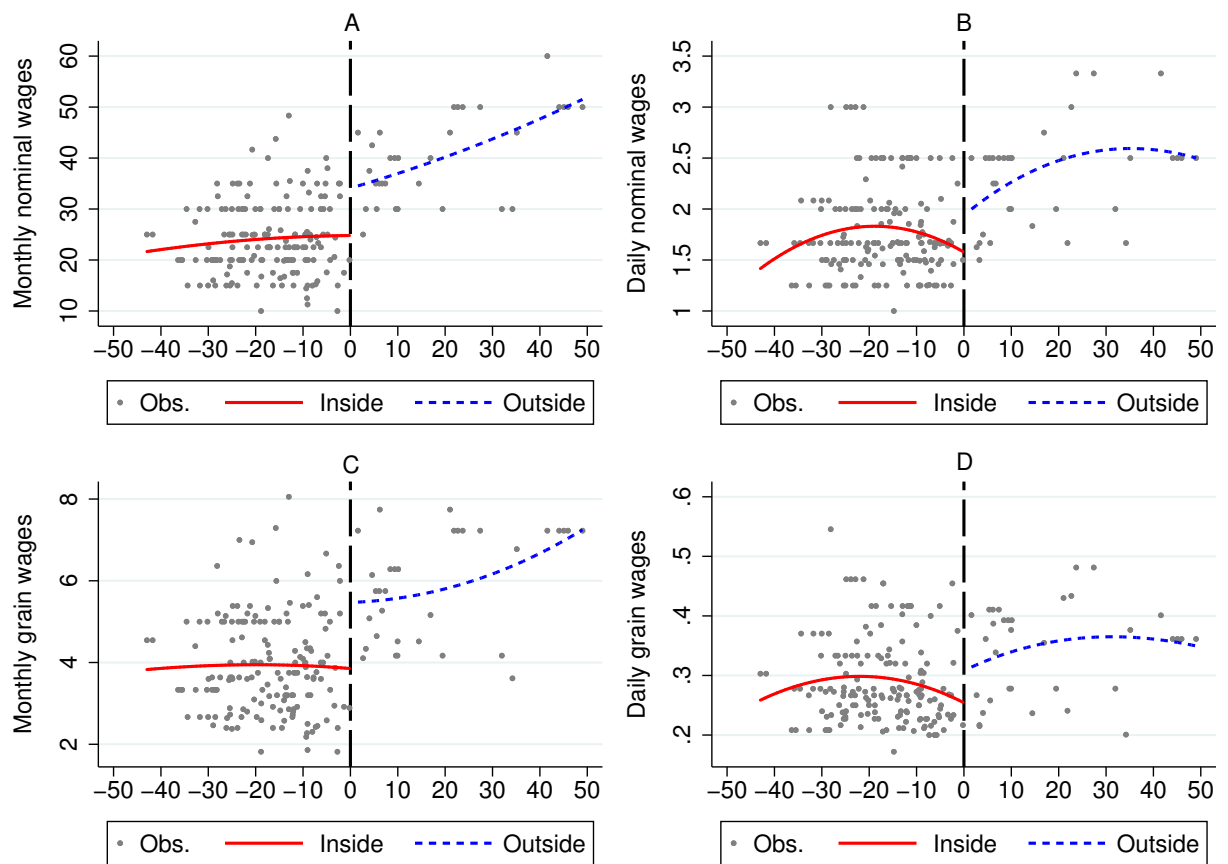 A
Monthly nominal wages
60
50
40
30
20
10
−50 −40 −30 −20 −10 0 10 20 30 40 50
Obs. Inside Outside
B
Daily nominal wages
3.5
3
2.5
2
1.5
1
−50 −40 −30 −20 −10 0 10 20 30 40 50
Obs. Inside Outside
C
Monthly grain wages
8
6
4
2
−50 −40 −30 −20 −10 0 10 20 30 40 50
Obs. Inside Outside
D
Daily grain wages
.6
.5
.4
.3
.2
−50 −40 −30 −20 −10 0 10 20 30 40 50
Obs. Inside Outside